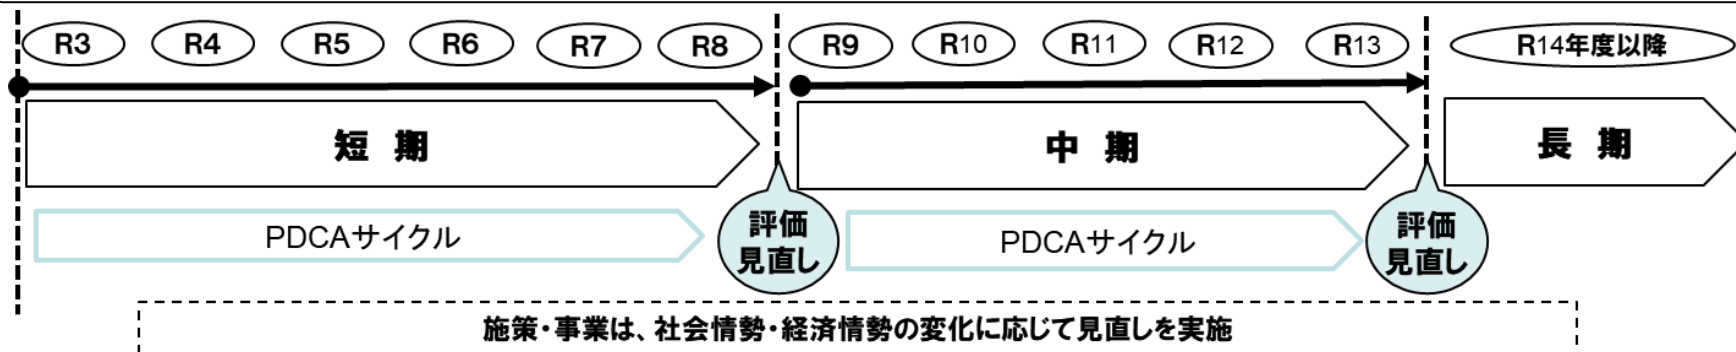 R3 R4 R5 R6 R7 R8 R9 R10 R11 R12 R13 R14年度以降
短 期 中 期 長 期
PDCAサイクル
評価
見直し
PDCAサイクル
評価
見直し
施策・事業は、社会情勢・経済情勢の変化に応じて見直しを実施